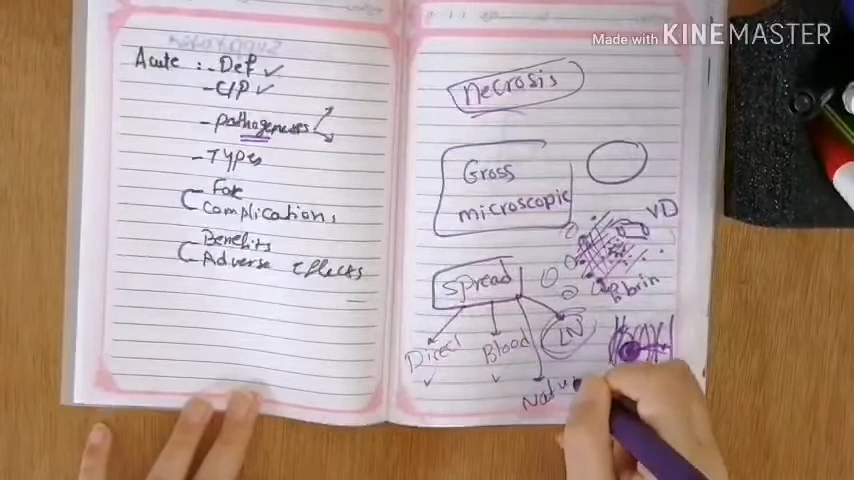 Made with KINEMASTER
Acute : - Def ✓
- C/P ✓
- pathogeneses
- Types
- Fate
Complications
- Benefits
Adverse Effects
necrosis
Gross
microscopic
VD
Fibrin
Spread
LN
Direct
Blood
Natu